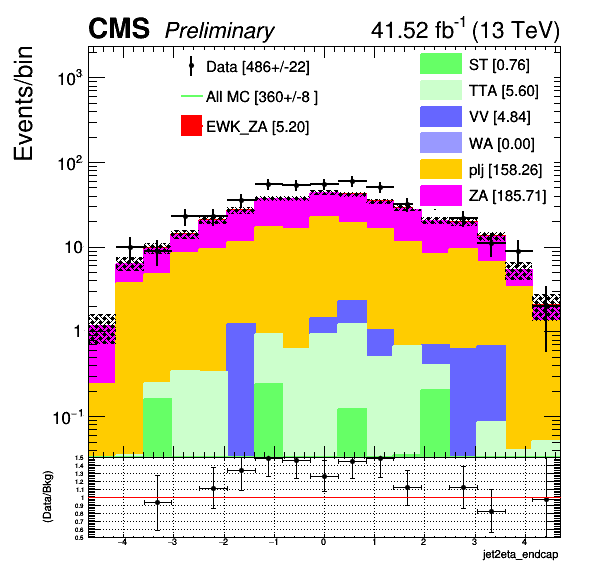 CMS Preliminary 41.52 fb⁻¹ (13 TeV)
Events/bin
Data [486+/-22]
All MC [360+/-8 ]
EWK_ZA [5.20]
ST [0.76]
TTA [5.60]
VV [4.84]
WA [0.00]
plj [158.26]
ZA [185.71]
10³
10²
10
1
10⁻¹
(Data/Bkg)
1.5
1.4
1.3
1.2
1.1
1
0.9
0.8
0.7
0.6
0.5
−4 −3 −2 −1 0 1 2 3 4
jet2eta_endcap